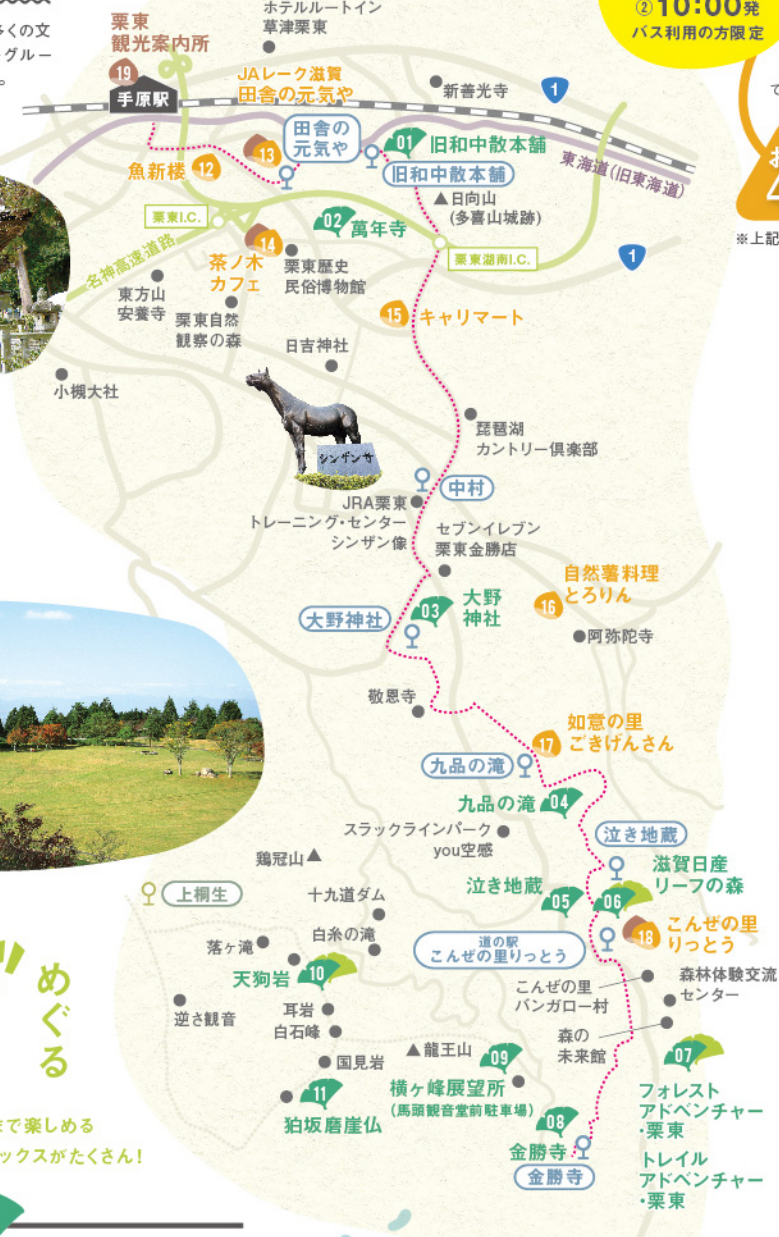 ②10:00発
バス利用の方限定
多くの文
グルー
ホテルルートイン
草津栗東
栗東
観光案内所
19
手原駅
JAレーク滋賀
田舎の元気や
新善光寺
1
田舎の
元気や
01
旧和中散本舗
旧和中散本舗
東海道(旧東海道)
魚新楼 12
13
▲日向山
(多喜山城跡)
栗東I.C.
02 萬年寺
名神高速道路
14
茶ノ木
カフェ
栗東歴史
民俗博物館
栗東湖南I.C.
1
※上記
東方山
安養寺
栗東自然
観察の森
15 キャリマート
日吉神社
小槻大社
シンザン号
琵琶湖
カントリー倶楽部
中村
JRA栗東
トレーニング・センター
シンザン像
セブンイレブン
栗東金勝店
自然薯料理
とろりん
16
大野神社
03 大野
神社
阿弥陀寺
敬恩寺
如意の里
ごきげんさん
17
九品の滝
九品の滝 04
スラックラインパーク
you空感
泣き地蔵
鶏冠山▲
上桐生
十九道ダム
泣き地蔵 05
06
滋賀日産
リーフの森
白糸の滝
落ヶ滝
道の駅
こんぜの里りっとう
18
こんぜの里
りっとう
天狗岩 10
逆さ観音
耳岩
白石峰
こんぜの里
バンガロー村
森林体験交流
センター
森の
未来館
国見岩
▲龍王山
09
07
11
狛坂磨崖仏
横ヶ峰展望所
(馬頭観音堂前駐車場)
フォレスト
アドベンチャー
・栗東
08
金勝寺
金勝寺
トレイル
アドベンチャー
・栗東
めぐる
まで楽しめる
ックスがたくさん!